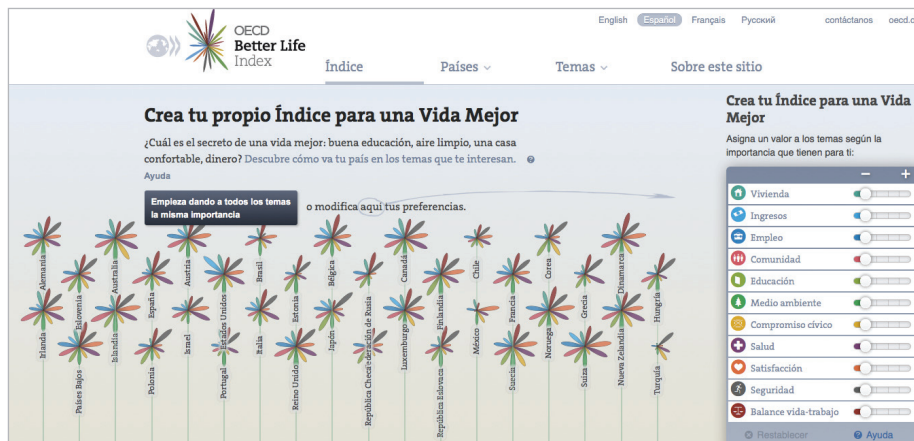 English Español Français Русский contáctanos oecd.o
OECD
Better Life
Index
Índice Países Temas Sobre este sitio
Crea tu propio Índice para una Vida Mejor
¿Cuál es el secreto de una vida mejor: buena educación, aire limpio, una casa
confortable, dinero? Descubre cómo va tu país en los temas que te interesan.
Ayuda
Empieza dando a todos los temas
la misma importancia
o modifica aquí tus preferencias.
Alemania
Australia
Austria
Brasil
Bélgica
Canadá
Chile
Corea
Dinamarca
Eslovenia
España
Estados Unidos
Estonia
Federación de Rusia
Finlandia
Francia
Grecia
Hungría
Irlanda
Islandia
Israel
Italia
Japón
Luxemburgo
México
Noruega
Nueva Zelandia
Países Bajos
Polonia
Portugal
Reino Unido
República Checa
República Eslovaca
Suecia
Suiza
Turquía
Crea tu Índice para una Vida
Mejor
Asigna un valor a los temas según la
importancia que tienen para ti:
− +
Vivienda
Ingresos
Empleo
Comunidad
Educación
Medio ambiente
Compromiso cívico
Salud
Satisfacción
Seguridad
Balance vida-trabajo
Restablecer Ayuda